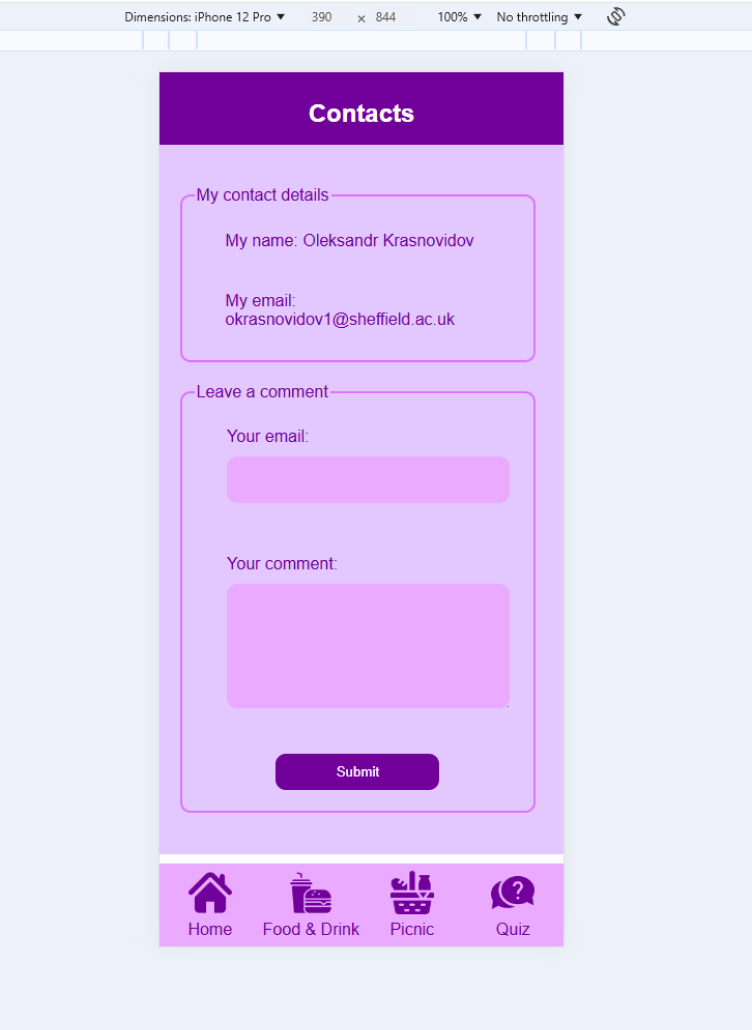 Dimensions: iPhone 12 Pro ▼ 390 × 844 100% ▼ No throttling ▼
Contacts
My contact details
My name: Oleksandr Krasnovidov
My email:
okrasnovidov1@sheffield.ac.uk
Leave a comment
Your email:
Your comment:
Submit
Home Food & Drink Picnic Quiz